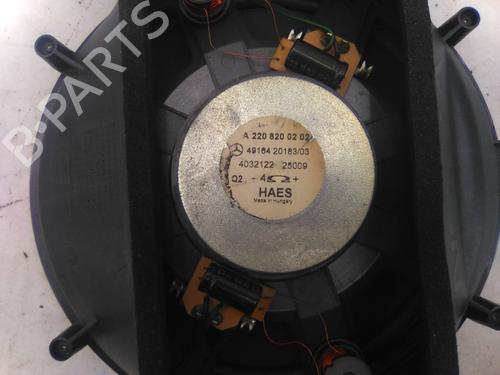 B-PARTS
A 220 820 02 02
49164 20183/03
4032122 25009
Q2 - 4Ω +
HAES
Made in Hungary